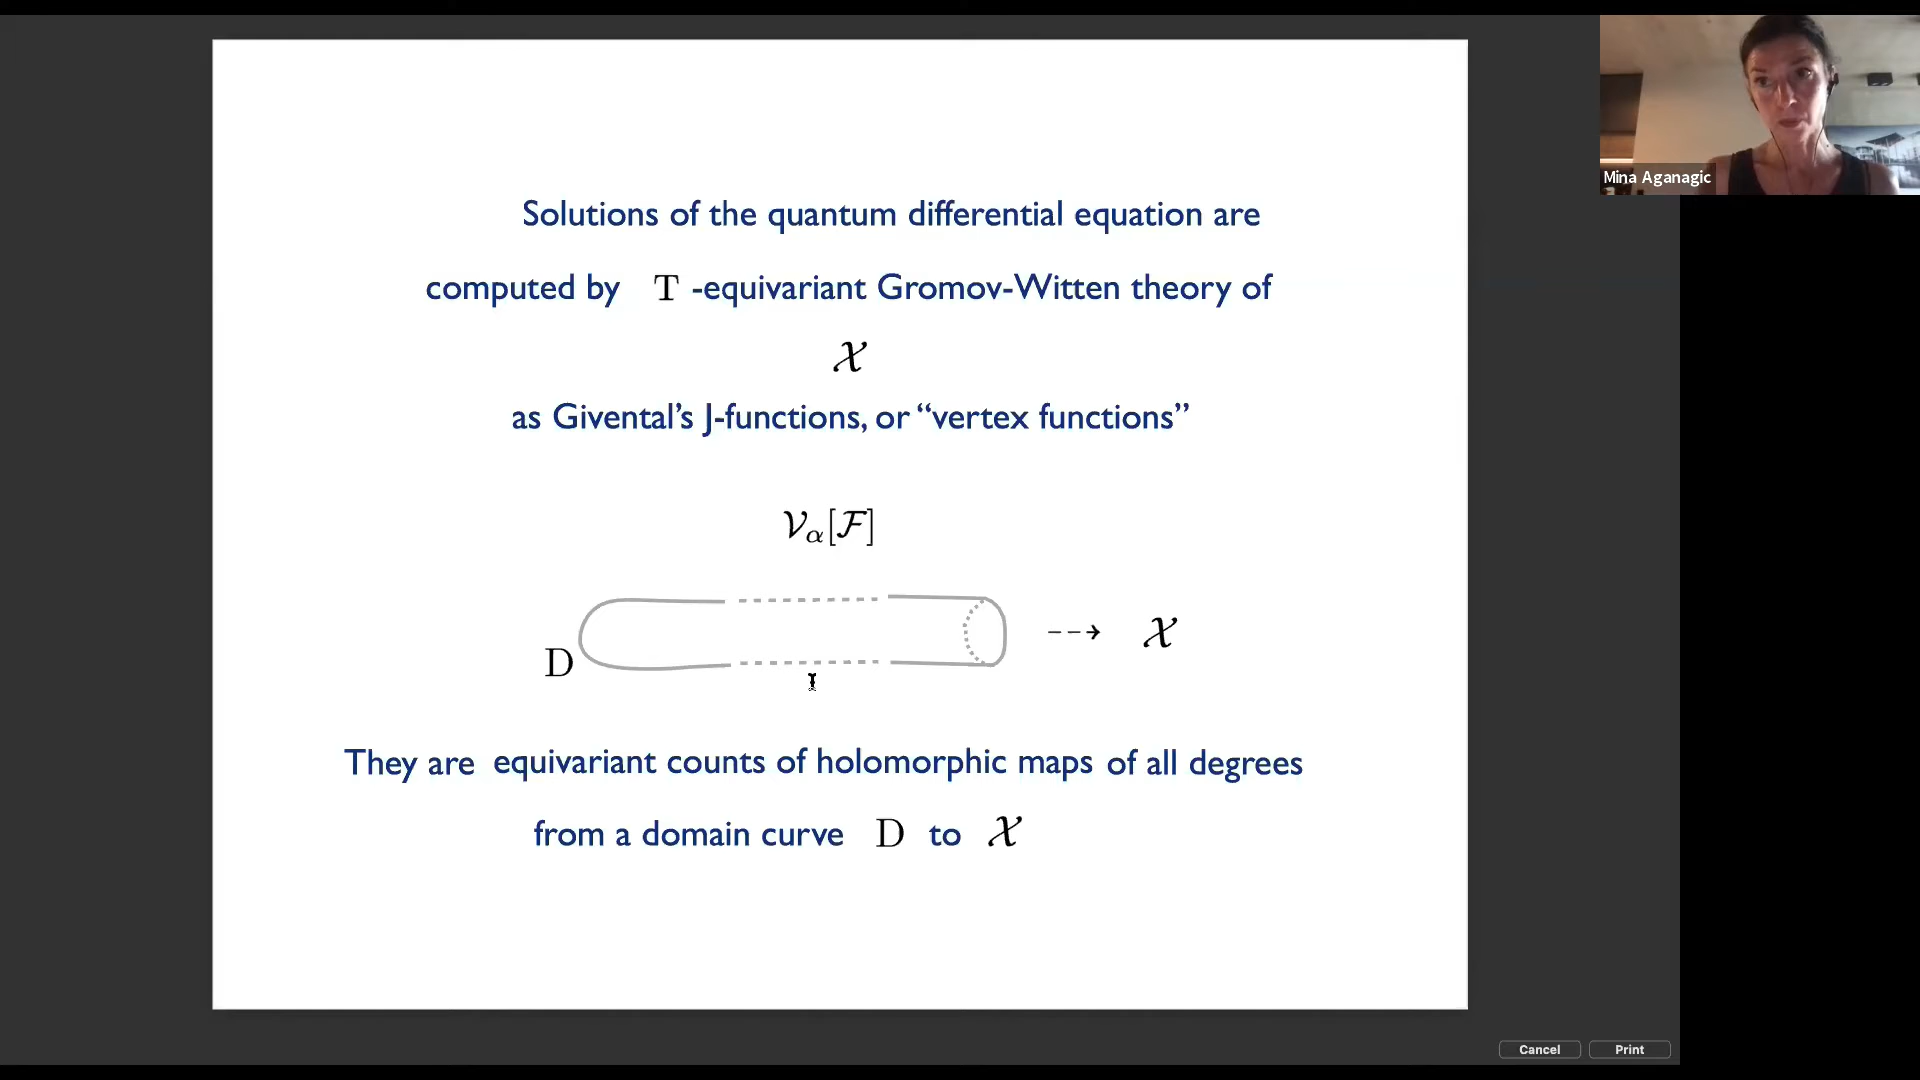 Solutions of the quantum differential equation are
computed by T -equivariant Gromov-Witten theory of
𝒳
as Givental’s J-functions, or “vertex functions”
𝒱α[ℱ]
D --→ 𝒳
They are equivariant counts of holomorphic maps of all degrees
from a domain curve D to 𝒳
Mina Aganagic
Cancel Print